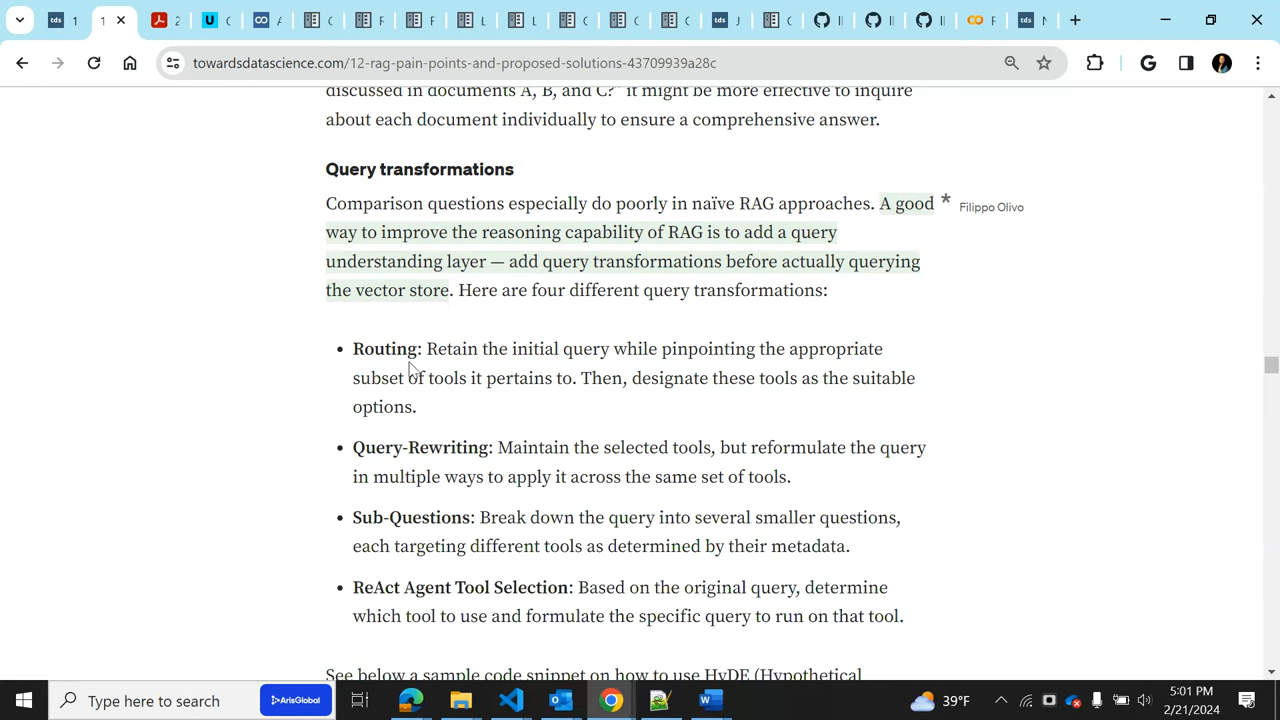 tds
1
2
U
C
A
C
F
F
L
L
C
C
C
tds
J
C
II
II
II
F
tds
N
towardsdatascience.com/12-rag-pain-points-and-proposed-solutions-43709939a28c
discussed in documents A, B, and C?" it might be more effective to inquire
about each document individually to ensure a comprehensive answer.
Query transformations
Comparison questions especially do poorly in naïve RAG approaches. A good
* Filippo Olivo
way to improve the reasoning capability of RAG is to add a query
understanding layer — add query transformations before actually querying
the vector store. Here are four different query transformations:
• Routing: Retain the initial query while pinpointing the appropriate
subset of tools it pertains to. Then, designate these tools as the suitable
options.
• Query-Rewriting: Maintain the selected tools, but reformulate the query
in multiple ways to apply it across the same set of tools.
• Sub-Questions: Break down the query into several smaller questions,
each targeting different tools as determined by their metadata.
• ReAct Agent Tool Selection: Based on the original query, determine
which tool to use and formulate the specific query to run on that tool.
See below a sample code snippet on how to use HyDE (Hypothetical
Type here to search
ArisGlobal
39°F
5:01 PM
2/21/2024